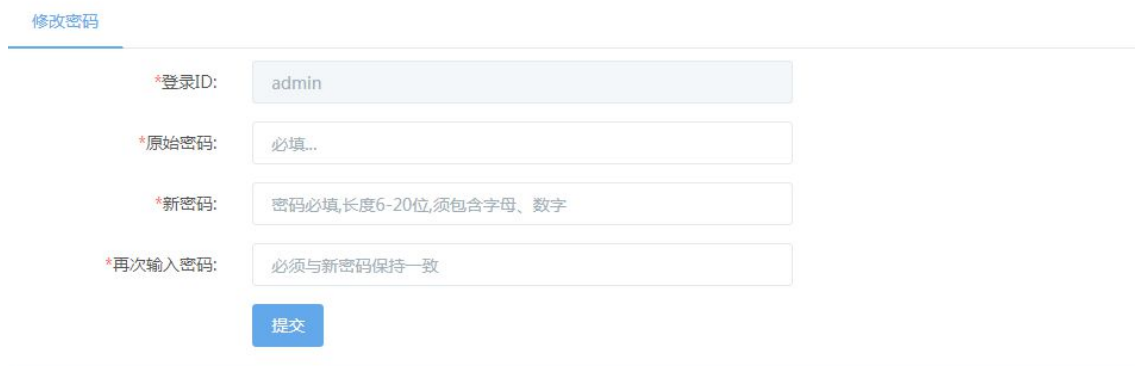 修改密码
*登录ID: admin
*原始密码: 必填...
*新密码: 密码必填,长度6-20位,须包含字母、数字
*再次输入密码: 必须与新密码保持一致
提交